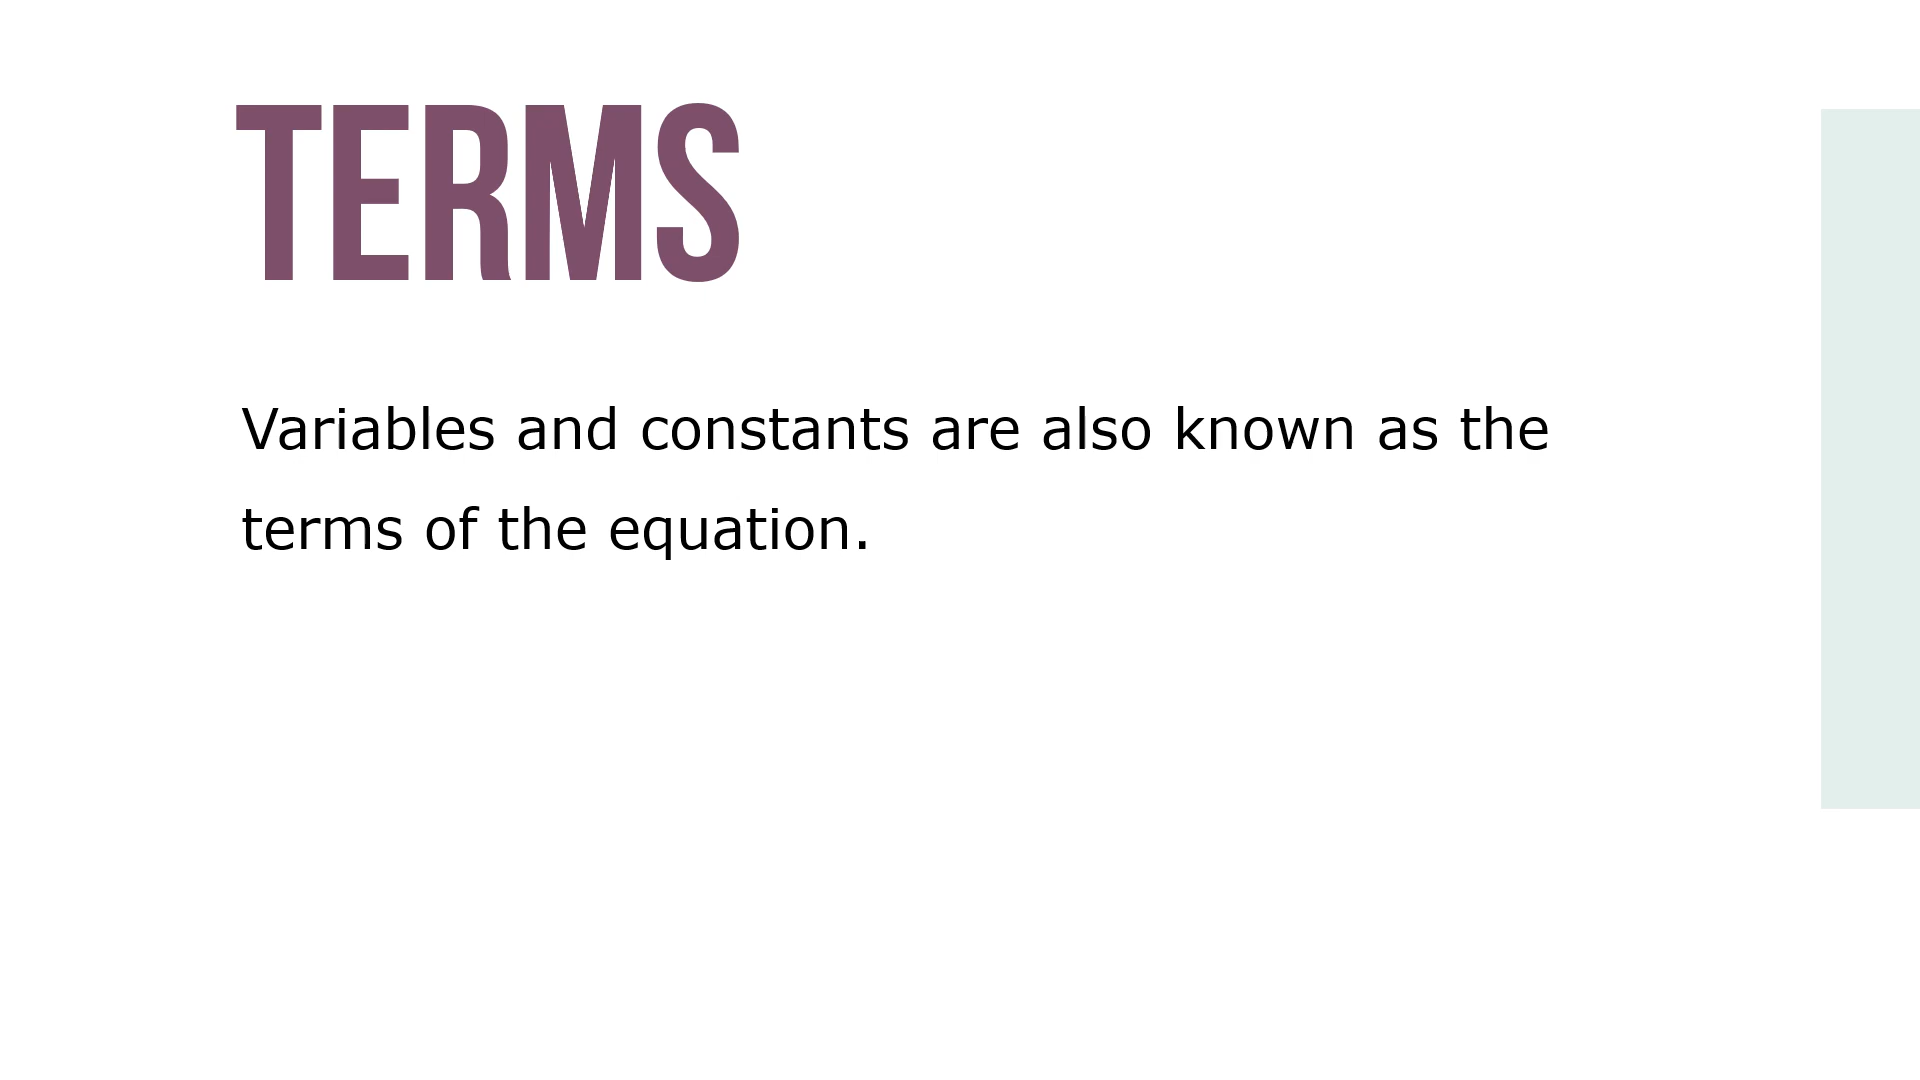 TERMS
Variables and constants are also known as the
terms of the equation.